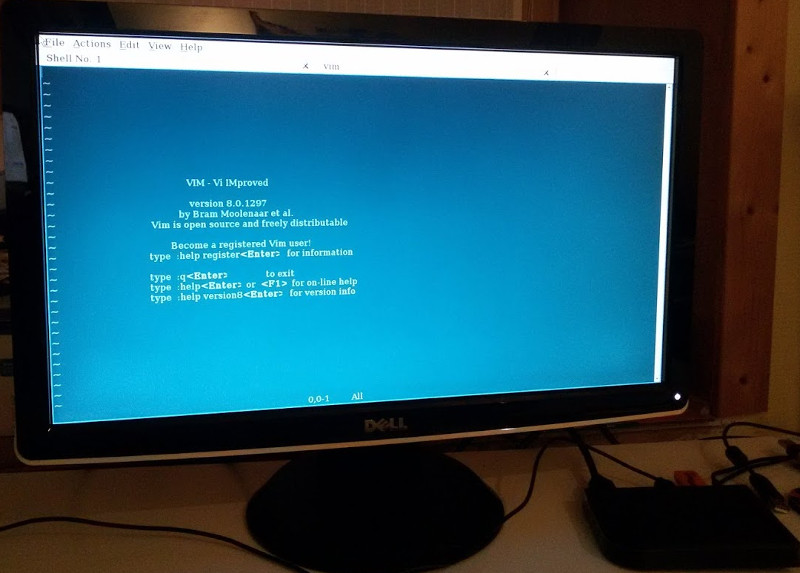 File Actions Edit View Help
Shell No. 1
vim
~
~
~
~
~
~
~
~
~
~
VIM - Vi IMproved
~
~
version 8.0.1297
~
by Bram Moolenaar et al.
~
Vim is open source and freely distributable
~
~
Become a registered Vim user!
~
type :help register<Enter> for information
~
~
type :q<Enter> to exit
~
type :help<Enter> or <F1> for on-line help
~
type :help version8<Enter> for version info
~
~
~
~
~
~
~
~
~
~
0,0-1 All
DELL